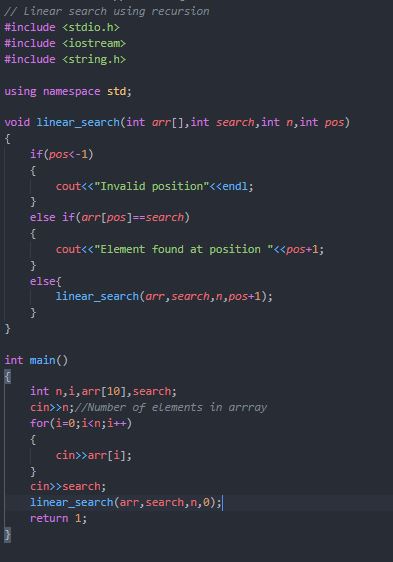 // Linear search using recursion
#include <stdio.h>
#include <iostream>
#include <string.h>
using namespace std;
void linear_search(int arr[],int search,int n,int pos)
{
if(pos<-1)
{
cout<<"Invalid position"<<endl;
}
else if(arr[pos]==search)
{
cout<<"Element found at position "<<pos+1;
}
else{
linear_search(arr,search,n,pos+1);
}
}
int main()
{
int n,i,arr[10],search;
cin>>n;//Number of elements in arrray
for(i=0;i<n;i++)
{
cin>>arr[i];
}
cin>>search;
linear_search(arr,search,n,0);
return 1;
}